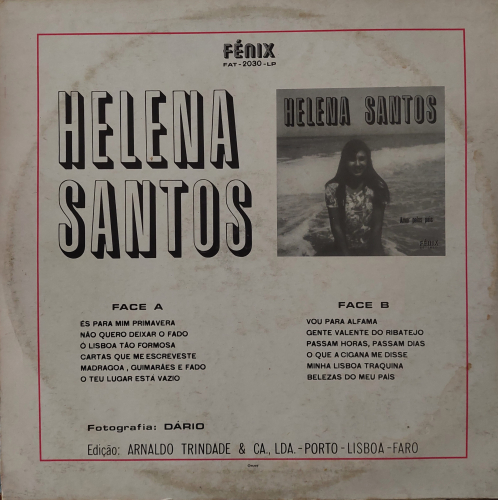 FÉNIX
FAT-2030-LP
HELENA
SANTOS
HELENA SANTOS
FÉNIX
FACE A
ÉS PARA MIM PRIMAVERA
NÃO QUERO DEIXAR O FADO
Ó LISBOA TÃO FORMOSA
CARTAS QUE ME ESCREVESTE
MADRAGOA, GUIMARÃES E FADO
O TEU LUGAR ESTÁ VAZIO
FACE B
VOU PARA ALFAMA
GENTE VALENTE DO RIBATEJO
PASSAM HORAS, PASSAM DIAS
O QUE A CIGANA ME DISSE
MINHA LISBOA TRAQUINA
BELEZAS DO MEU PAÍS
Fotografia: DÁRIO
Edição: ARNALDO TRINDADE & CA., LDA.-PORTO-LISBOA-FARO